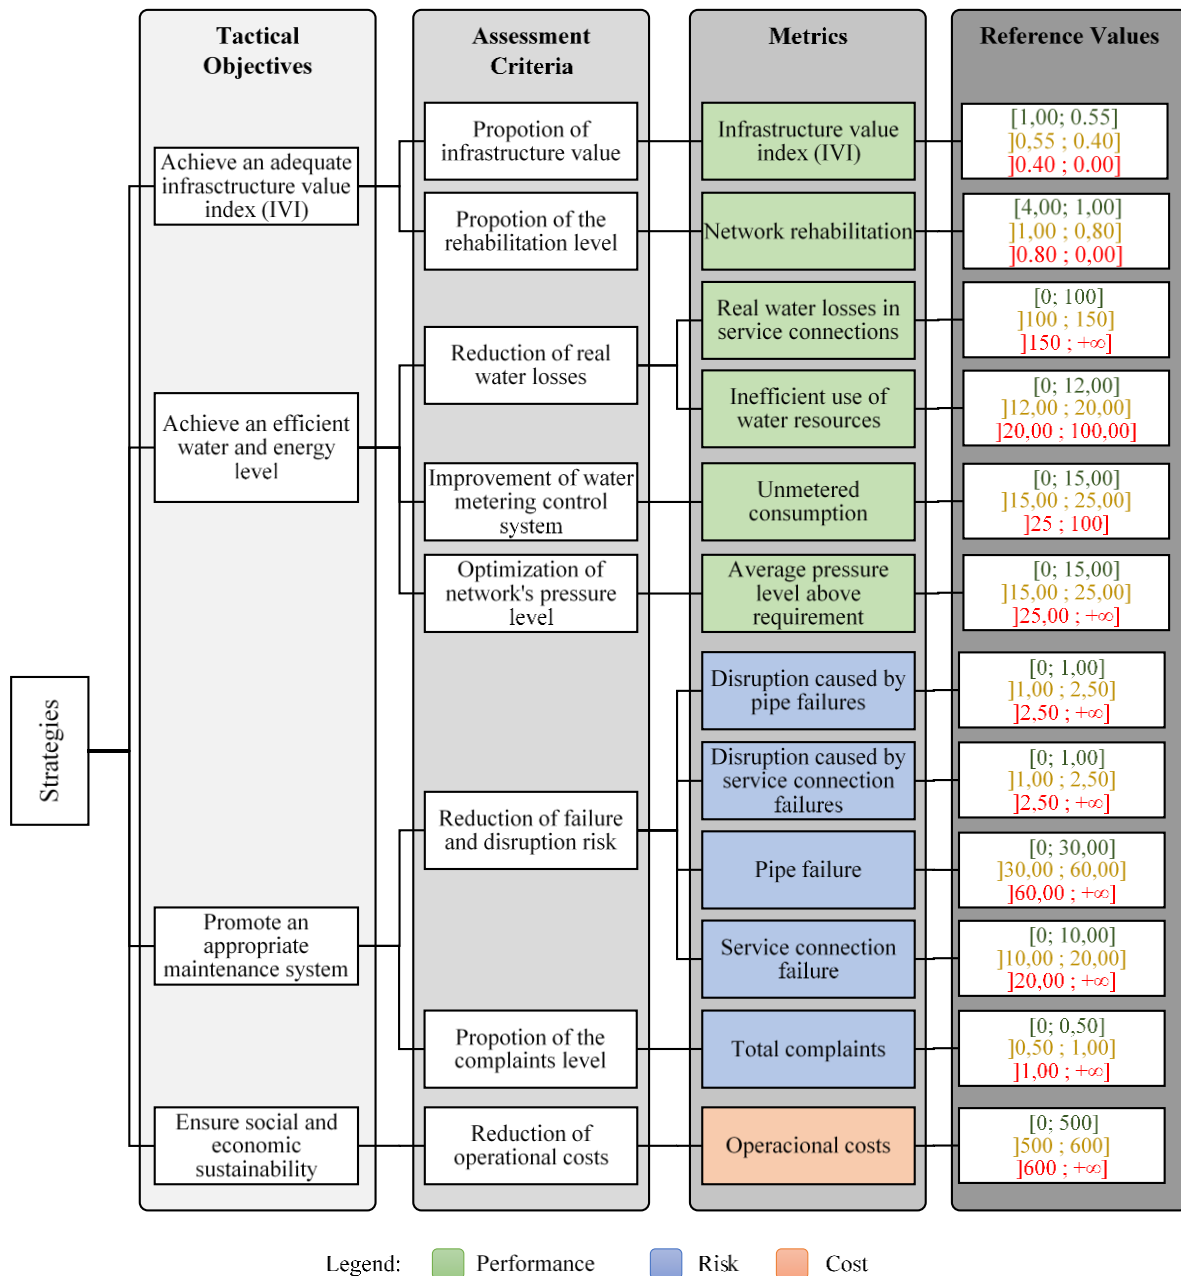 Tactical
Objectives
Assessment
Criteria
Metrics
Reference Values
Strategies
Achieve an adequate
infrasctructure value
index (IVI)
Propotion of
infrastructure value
Infrastructure value
index (IVI)
[1,00; 0.55]
]0,55 ; 0.40]
]0.40 ; 0.00]
Propotion of the
rehabilitation level
Network rehabilitation
[4,00; 1,00]
]1,00 ; 0,80]
]0.80 ; 0,00]
Achieve an efficient
water and energy
level
Reduction of real
water losses
Real water losses in
service connections
[0; 100]
]100 ; 150]
]150 ; +∞]
Inefficient use of
water resources
[0; 12,00]
]12,00 ; 20,00]
]20,00 ; 100,00]
Improvement of water
metering control
system
Unmetered
consumption
[0; 15,00]
]15,00 ; 25,00]
]25 ; 100]
Optimization of
network's pressure
level
Average pressure
level above
requirement
[0; 15,00]
]15,00 ; 25,00]
]25,00 ; +∞]
Promote an
appropriate
maintenance system
Reduction of failure
and disruption risk
Disruption caused by
pipe failures
[0; 1,00]
]1,00 ; 2,50]
]2,50 ; +∞]
Disruption caused by
service connection
failures
[0; 1,00]
]1,00 ; 2,50]
]2,50 ; +∞]
Pipe failure
[0; 30,00]
]30,00 ; 60,00]
]60,00 ; +∞]
Service connection
failure
[0; 10,00]
]10,00 ; 20,00]
]20,00 ; +∞]
Propotion of the
complaints level
Total complaints
[0; 0,50]
]0,50 ; 1,00]
]1,00 ; +∞]
Ensure social and
economic
sustainability
Reduction of
operational costs
Operacional costs
[0; 500]
]500 ; 600]
]600 ; +∞]
Legend: Performance Risk Cost